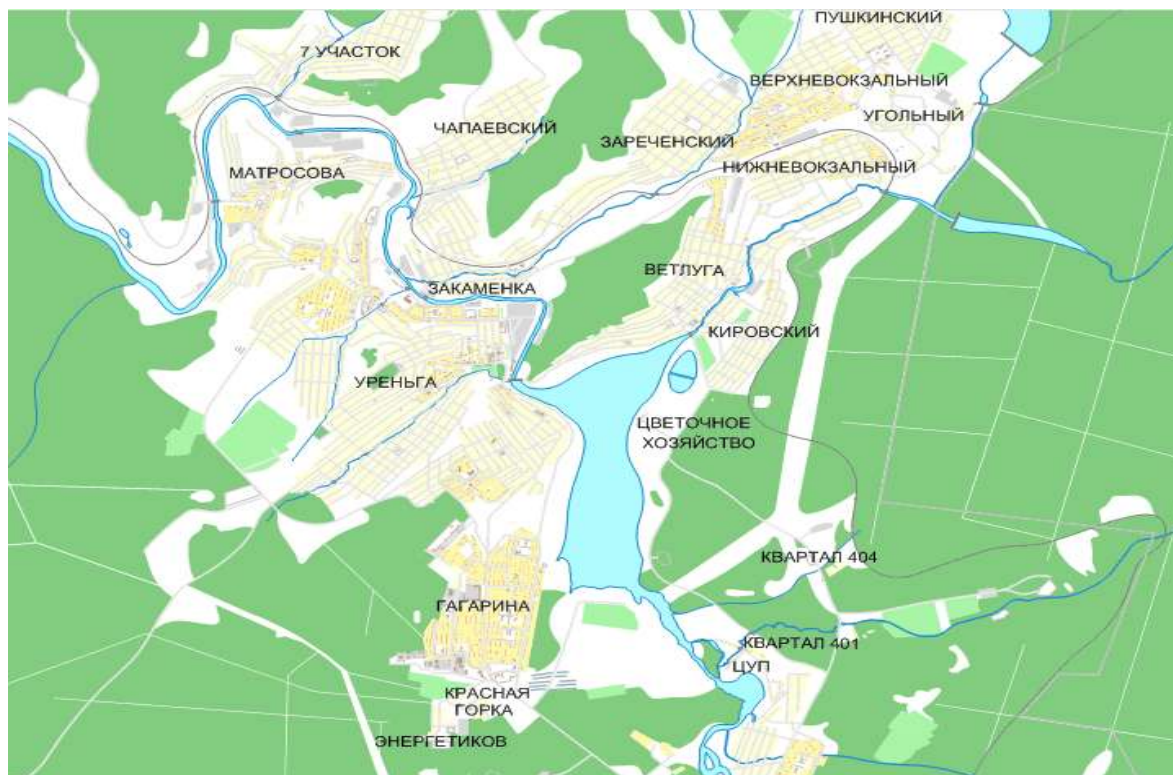 ПУШКИНСКИЙ
7 УЧАСТОК
ВЕРХНЕВОКЗАЛЬНЫЙ
УГОЛЬНЫЙ
ЧАПАЕВСКИЙ
ЗАРЕЧЕНСКИЙ
МАТРОСОВА
НИЖНЕВОКЗАЛЬНЫЙ
ВЕТЛУГА
ЗАКАМЕНКА
КИРОВСКИЙ
УРЕНЬГА
ЦВЕТОЧНОЕ
ХОЗЯЙСТВО
КВАРТАЛ 404
ГАГАРИНА
КВАРТАЛ 401
ЦУП
КРАСНАЯ
ГОРКА
ЭНЕРГЕТИКОВ